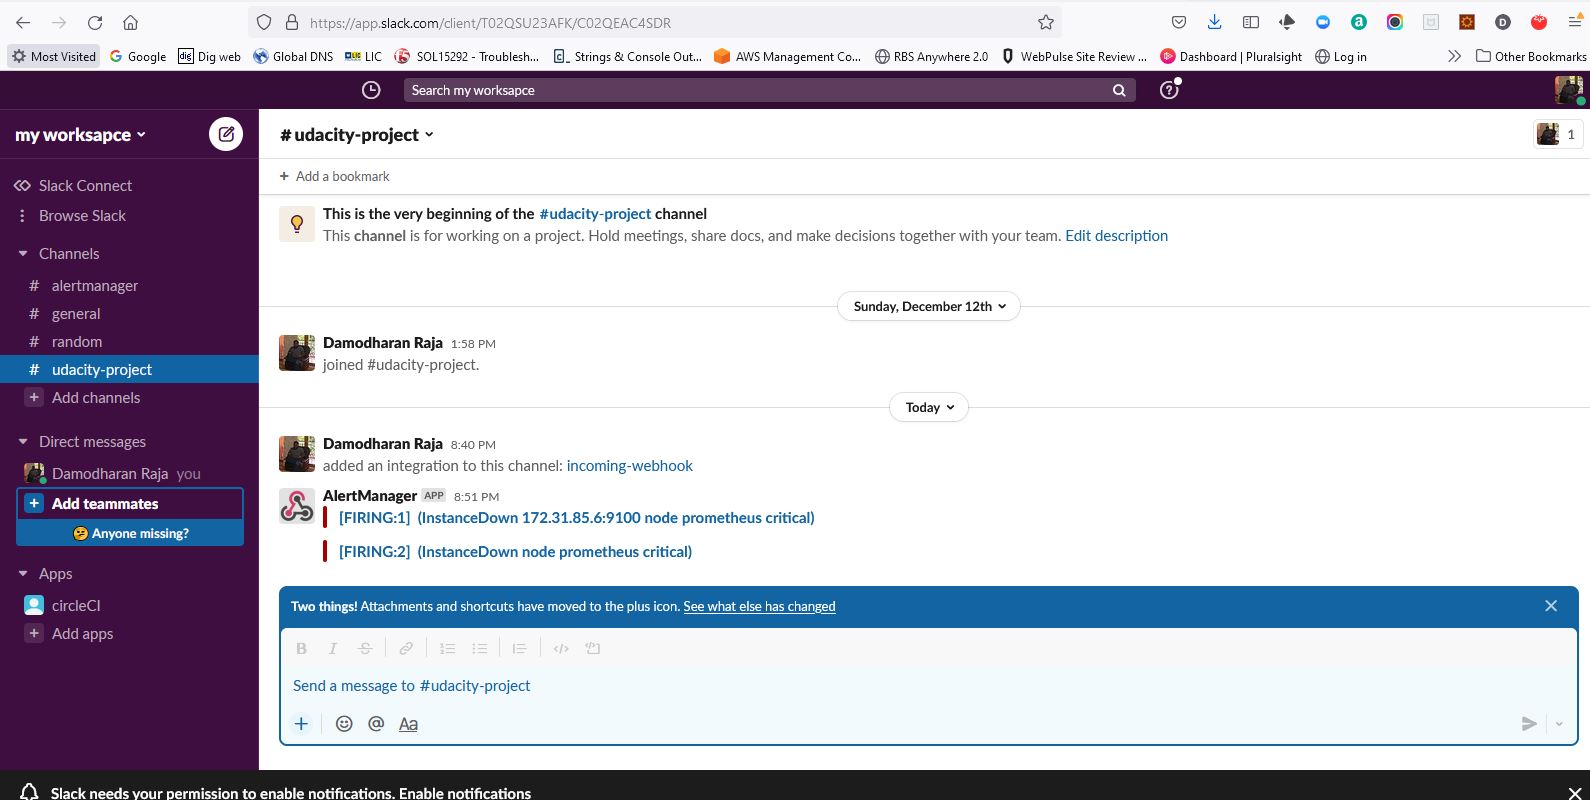 https://app.slack.com/client/T02QSU23AFK/C02QEAC4SDR
Most Visited
Google
dig Dig web
Global DNS
LIC
SOL15292 - Troublesh...
Strings & Console Out...
AWS Management Co...
RBS Anywhere 2.0
WebPulse Site Review ...
Dashboard | Pluralsight
Log in
Other Bookmarks
Search my worksapce
my worksapce
# udacity-project
1
+ Add a bookmark
Slack Connect
Browse Slack
Channels
# alertmanager
# general
# random
# udacity-project
+ Add channels
Direct messages
Damodharan Raja you
+ Add teammates
Anyone missing?
Apps
circleCI
+ Add apps
This is the very beginning of the #udacity-project channel
This channel is for working on a project. Hold meetings, share docs, and make decisions together with your team. Edit description
Sunday, December 12th
Damodharan Raja 1:58 PM
joined #udacity-project.
Today
Damodharan Raja 8:40 PM
added an integration to this channel: incoming-webhook
AlertManager APP 8:51 PM
[FIRING:1] (InstanceDown 172.31.85.6:9100 node prometheus critical)
[FIRING:2] (InstanceDown node prometheus critical)
Two things! Attachments and shortcuts have moved to the plus icon. See what else has changed
B I S
Send a message to #udacity-project
+ @ Aa
Slack needs your permission to enable notifications. Enable notifications